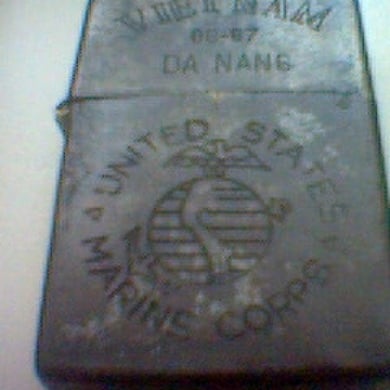 VIETNAM
66-67
DA NANG
UNITED STATES
MARINE CORPS